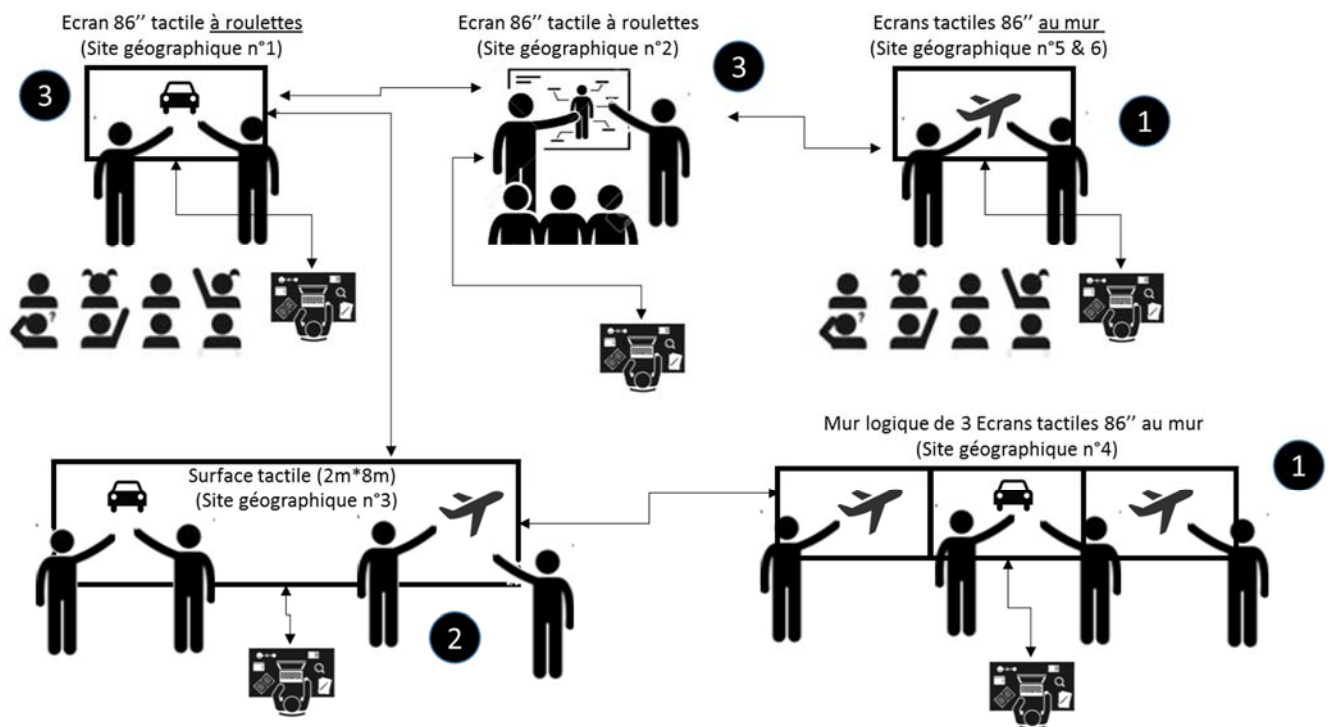 Ecran 86’’ tactile à roulettes
(Site géographique n°1)
3
Ecran 86’’ tactile à roulettes
(Site géographique n°2)
3
Ecrans tactiles 86’’ au mur
(Site géographique n°5 & 6)
1
?
?
Surface tactile (2m*8m)
(Site géographique n°3)
2
Mur logique de 3 Ecrans tactiles 86’’ au mur
(Site géographique n°4)
1